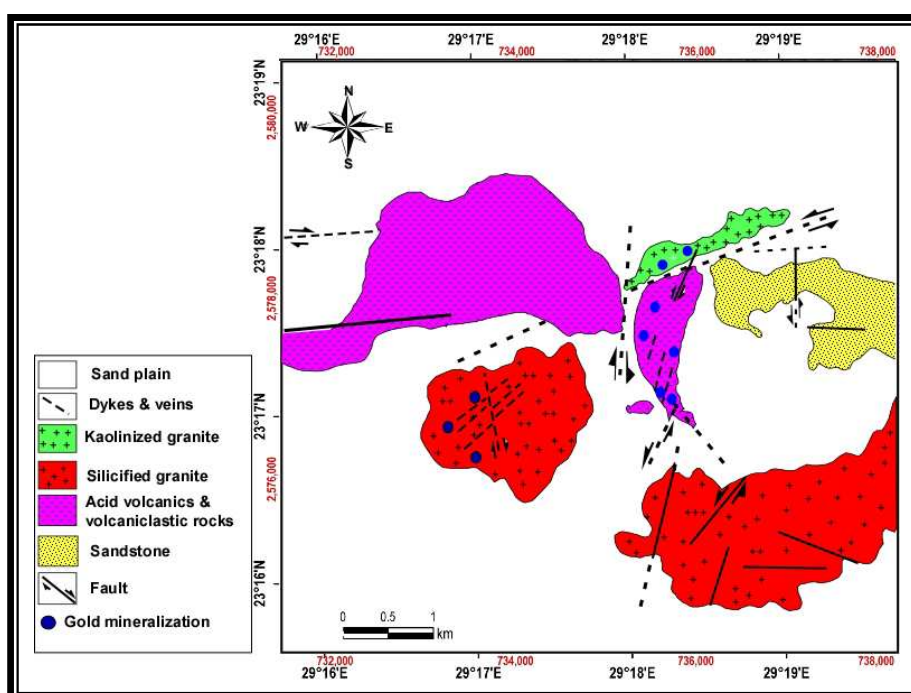 29°16'E 29°17'E 29°18'E 29°19'E
732,000 734,000 736,000 738,000
23°19'N
2,580,000
N
W E
S
23°18'N
2,578,000
Sand plain
Dykes & veins
Kaolinized granite
Silicified granite
Acid volcanics &
volcaniclastic rocks
Sandstone
Fault
Gold mineralization
23°17'N
2,576,000
23°16'N
0 0.5 1
km
732,000 734,000 736,000 738,000
29°16'E 29°17'E 29°18'E 29°19'E